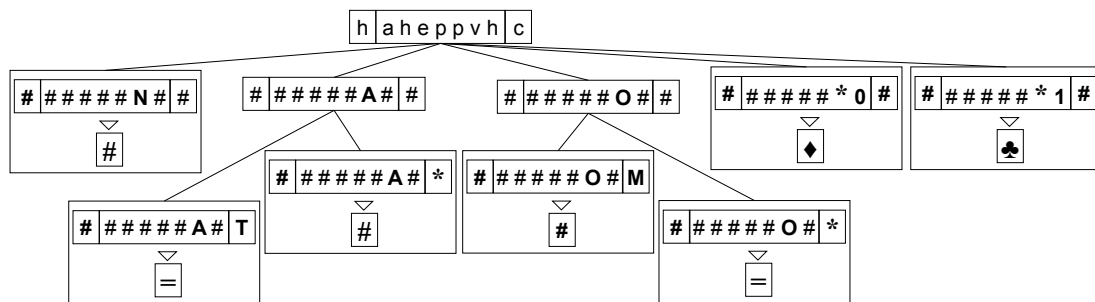 h a h e p p v h c
# # # # # # N # #
#
# # # # # # A # #
# # # # # # O # #
# # # # # # * 0 #
♦
# # # # # # * 1 #
♣
# # # # # # A # T
=
# # # # # # A # *
#
# # # # # # O # M
#
# # # # # # O # *
=